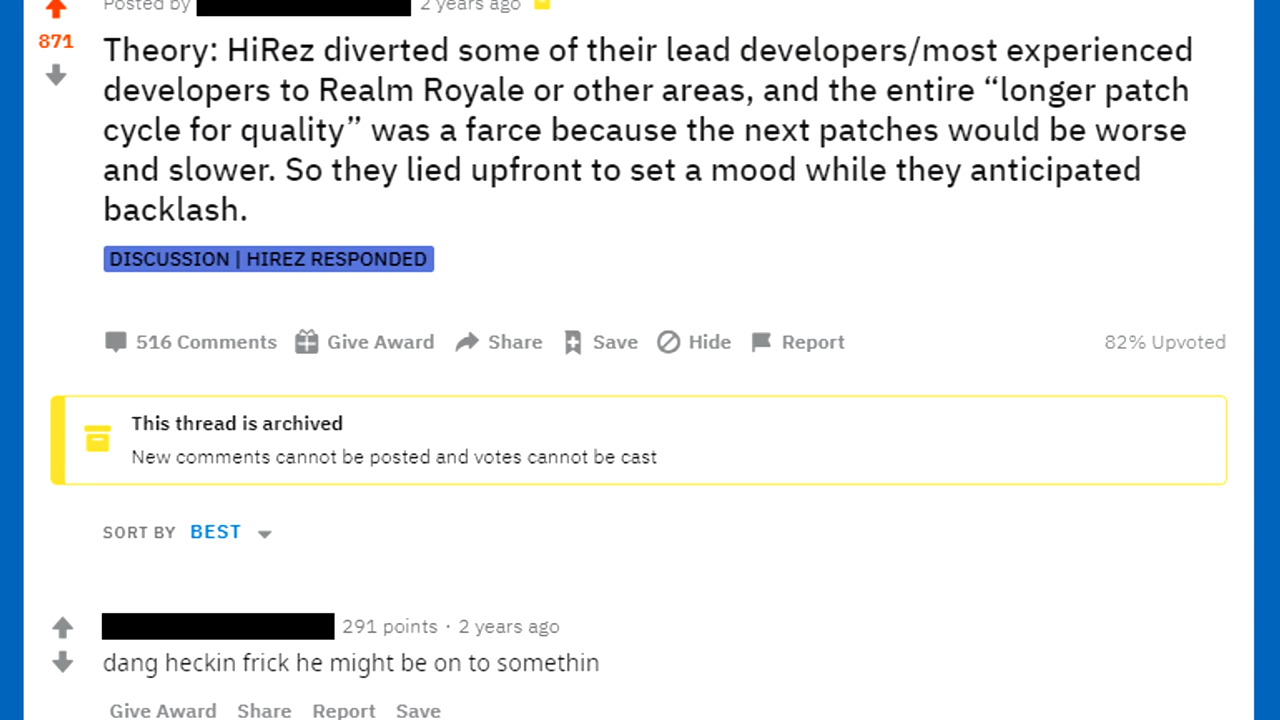 Posted by 2 years ago
871
Theory: HiRez diverted some of their lead developers/most experienced
developers to Realm Royale or other areas, and the entire “longer patch
cycle for quality” was a farce because the next patches would be worse
and slower. So they lied upfront to set a mood while they anticipated
backlash.
DISCUSSION | HIREZ RESPONDED
516 Comments Give Award Share Save Hide Report 82% Upvoted
This thread is archived
New comments cannot be posted and votes cannot be cast
SORT BY BEST
291 points · 2 years ago
dang heckin frick he might be on to somethin
Give Award Share Report Save